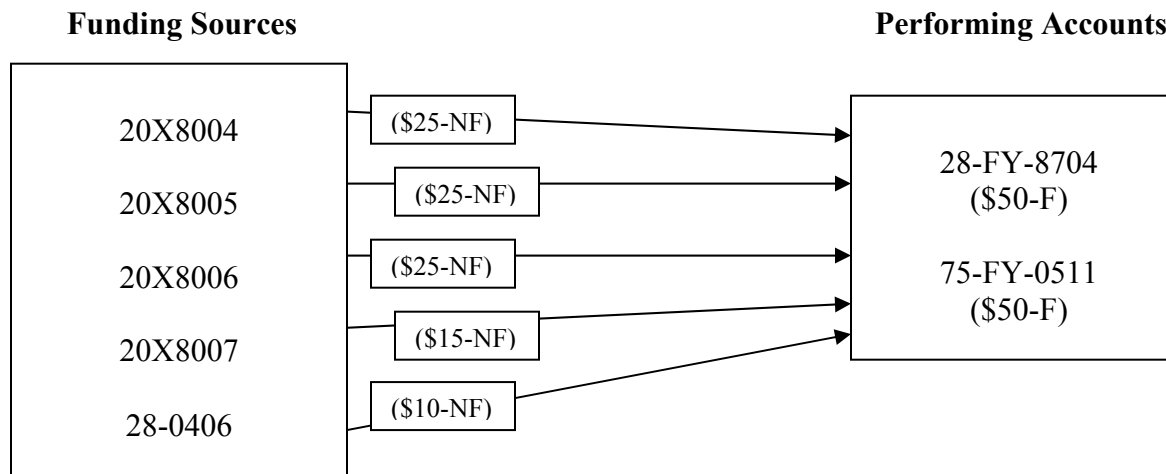 Funding Sources
Performing Accounts
20X8004
20X8005
20X8006
20X8007
28-0406
($25-NF)
($25-NF)
($25-NF)
($15-NF)
($10-NF)
28-FY-8704
($50-F)
75-FY-0511
($50-F)